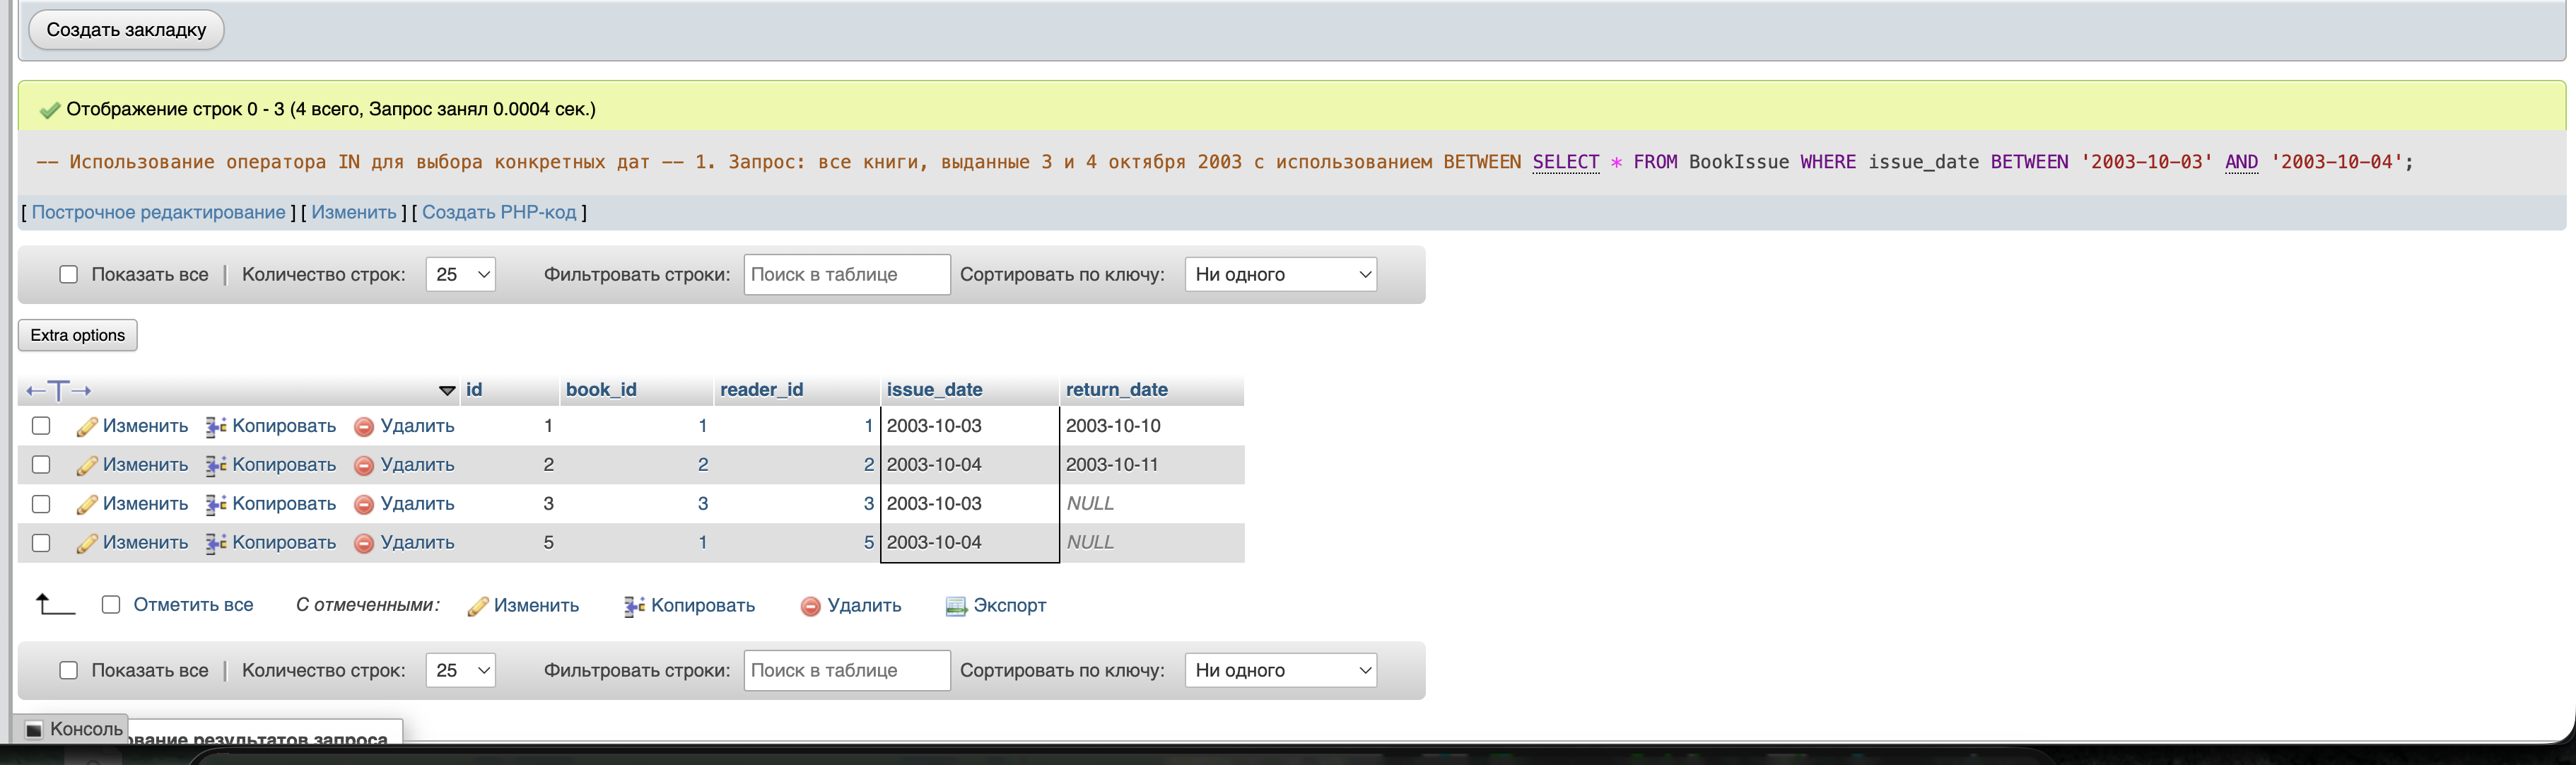 Создать закладку
Отображение строк 0 - 3 (4 всего, Запрос занял 0.0004 сек.)
-- Использование оператора IN для выбора конкретных дат -- 1. Запрос: все книги, выданные 3 и 4 октября 2003 с использованием BETWEEN SELECT * FROM BookIssue WHERE issue_date BETWEEN '2003-10-03' AND '2003-10-04';
[ Построчное редактирование ] [ Изменить ] [ Создать PHP-код ]
Показать все | Количество строк: 25 Фильтровать строки: Поиск в таблице Сортировать по ключу: Ни одного
Extra options
←T→ id book_id reader_id issue_date return_date
Изменить Копировать Удалить 1 1 1 2003-10-03 2003-10-10
Изменить Копировать Удалить 2 2 2 2003-10-04 2003-10-11
Изменить Копировать Удалить 3 3 3 2003-10-03 NULL
Изменить Копировать Удалить 5 1 5 2003-10-04 NULL
Отметить все С отмеченными: Изменить Копировать Удалить Экспорт
Показать все | Количество строк: 25 Фильтровать строки: Поиск в таблице Сортировать по ключу: Ни одного
Консоль
результатов запроса